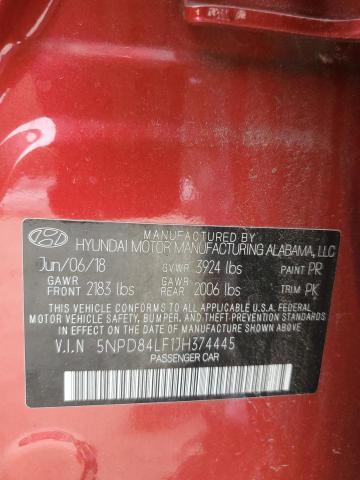 MANUFACTURED BY
HYUNDAI MOTOR MANUFACTURING ALABAMA, LLC
Jun/06/18 GVWR 3924 lbs PAINT PR
GAWR FRONT 2183 lbs GAWR REAR 2006 lbs TRIM PK
THIS VEHICLE CONFORMS TO ALL APPLICABLE U.S. FEDERAL
MOTOR VEHICLE SAFETY, BUMPER, AND THEFT PREVENTION
STANDARDS IN EFFECT ON THE DATE OF MANUFACTURE SHOWN ABOVE.
V.I.N 5NPD84LF1JH374445
PASSENGER CAR